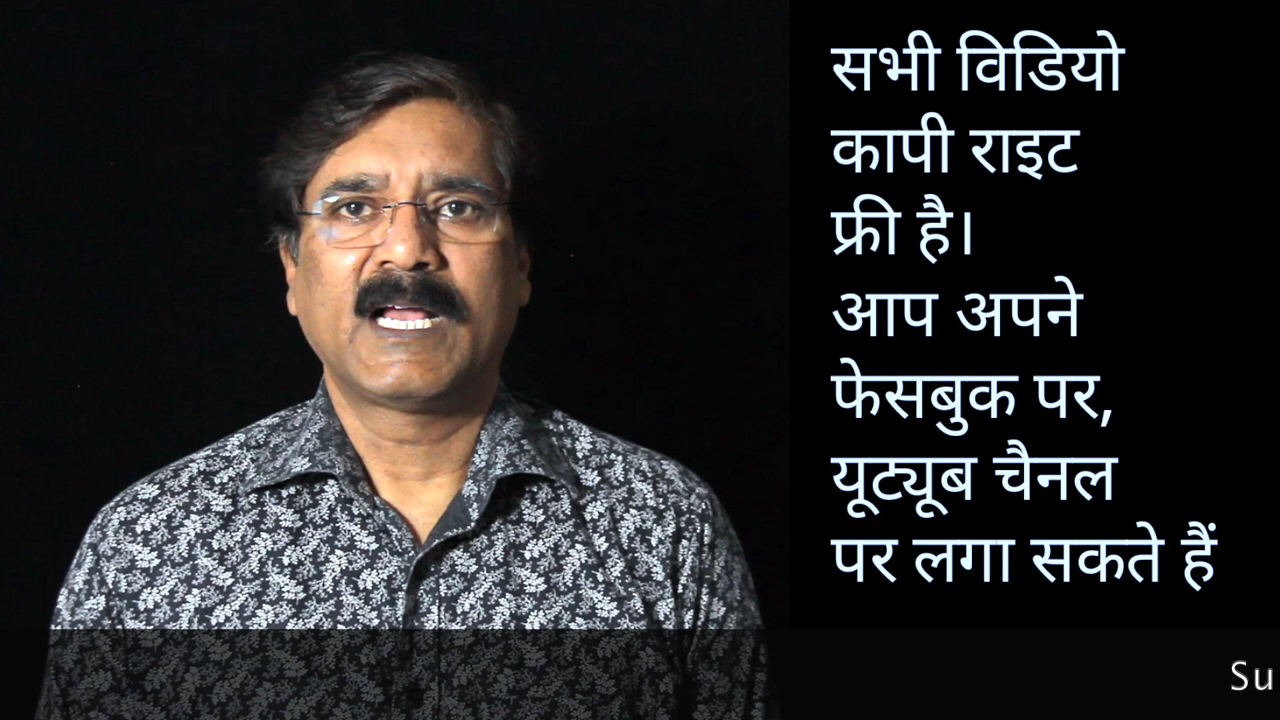 सभी विडियो
कापी राइट
फ्री है।
आप अपने
फेसबुक पर,
यूट्यूब चैनल
पर लगा सकते हैं
Su